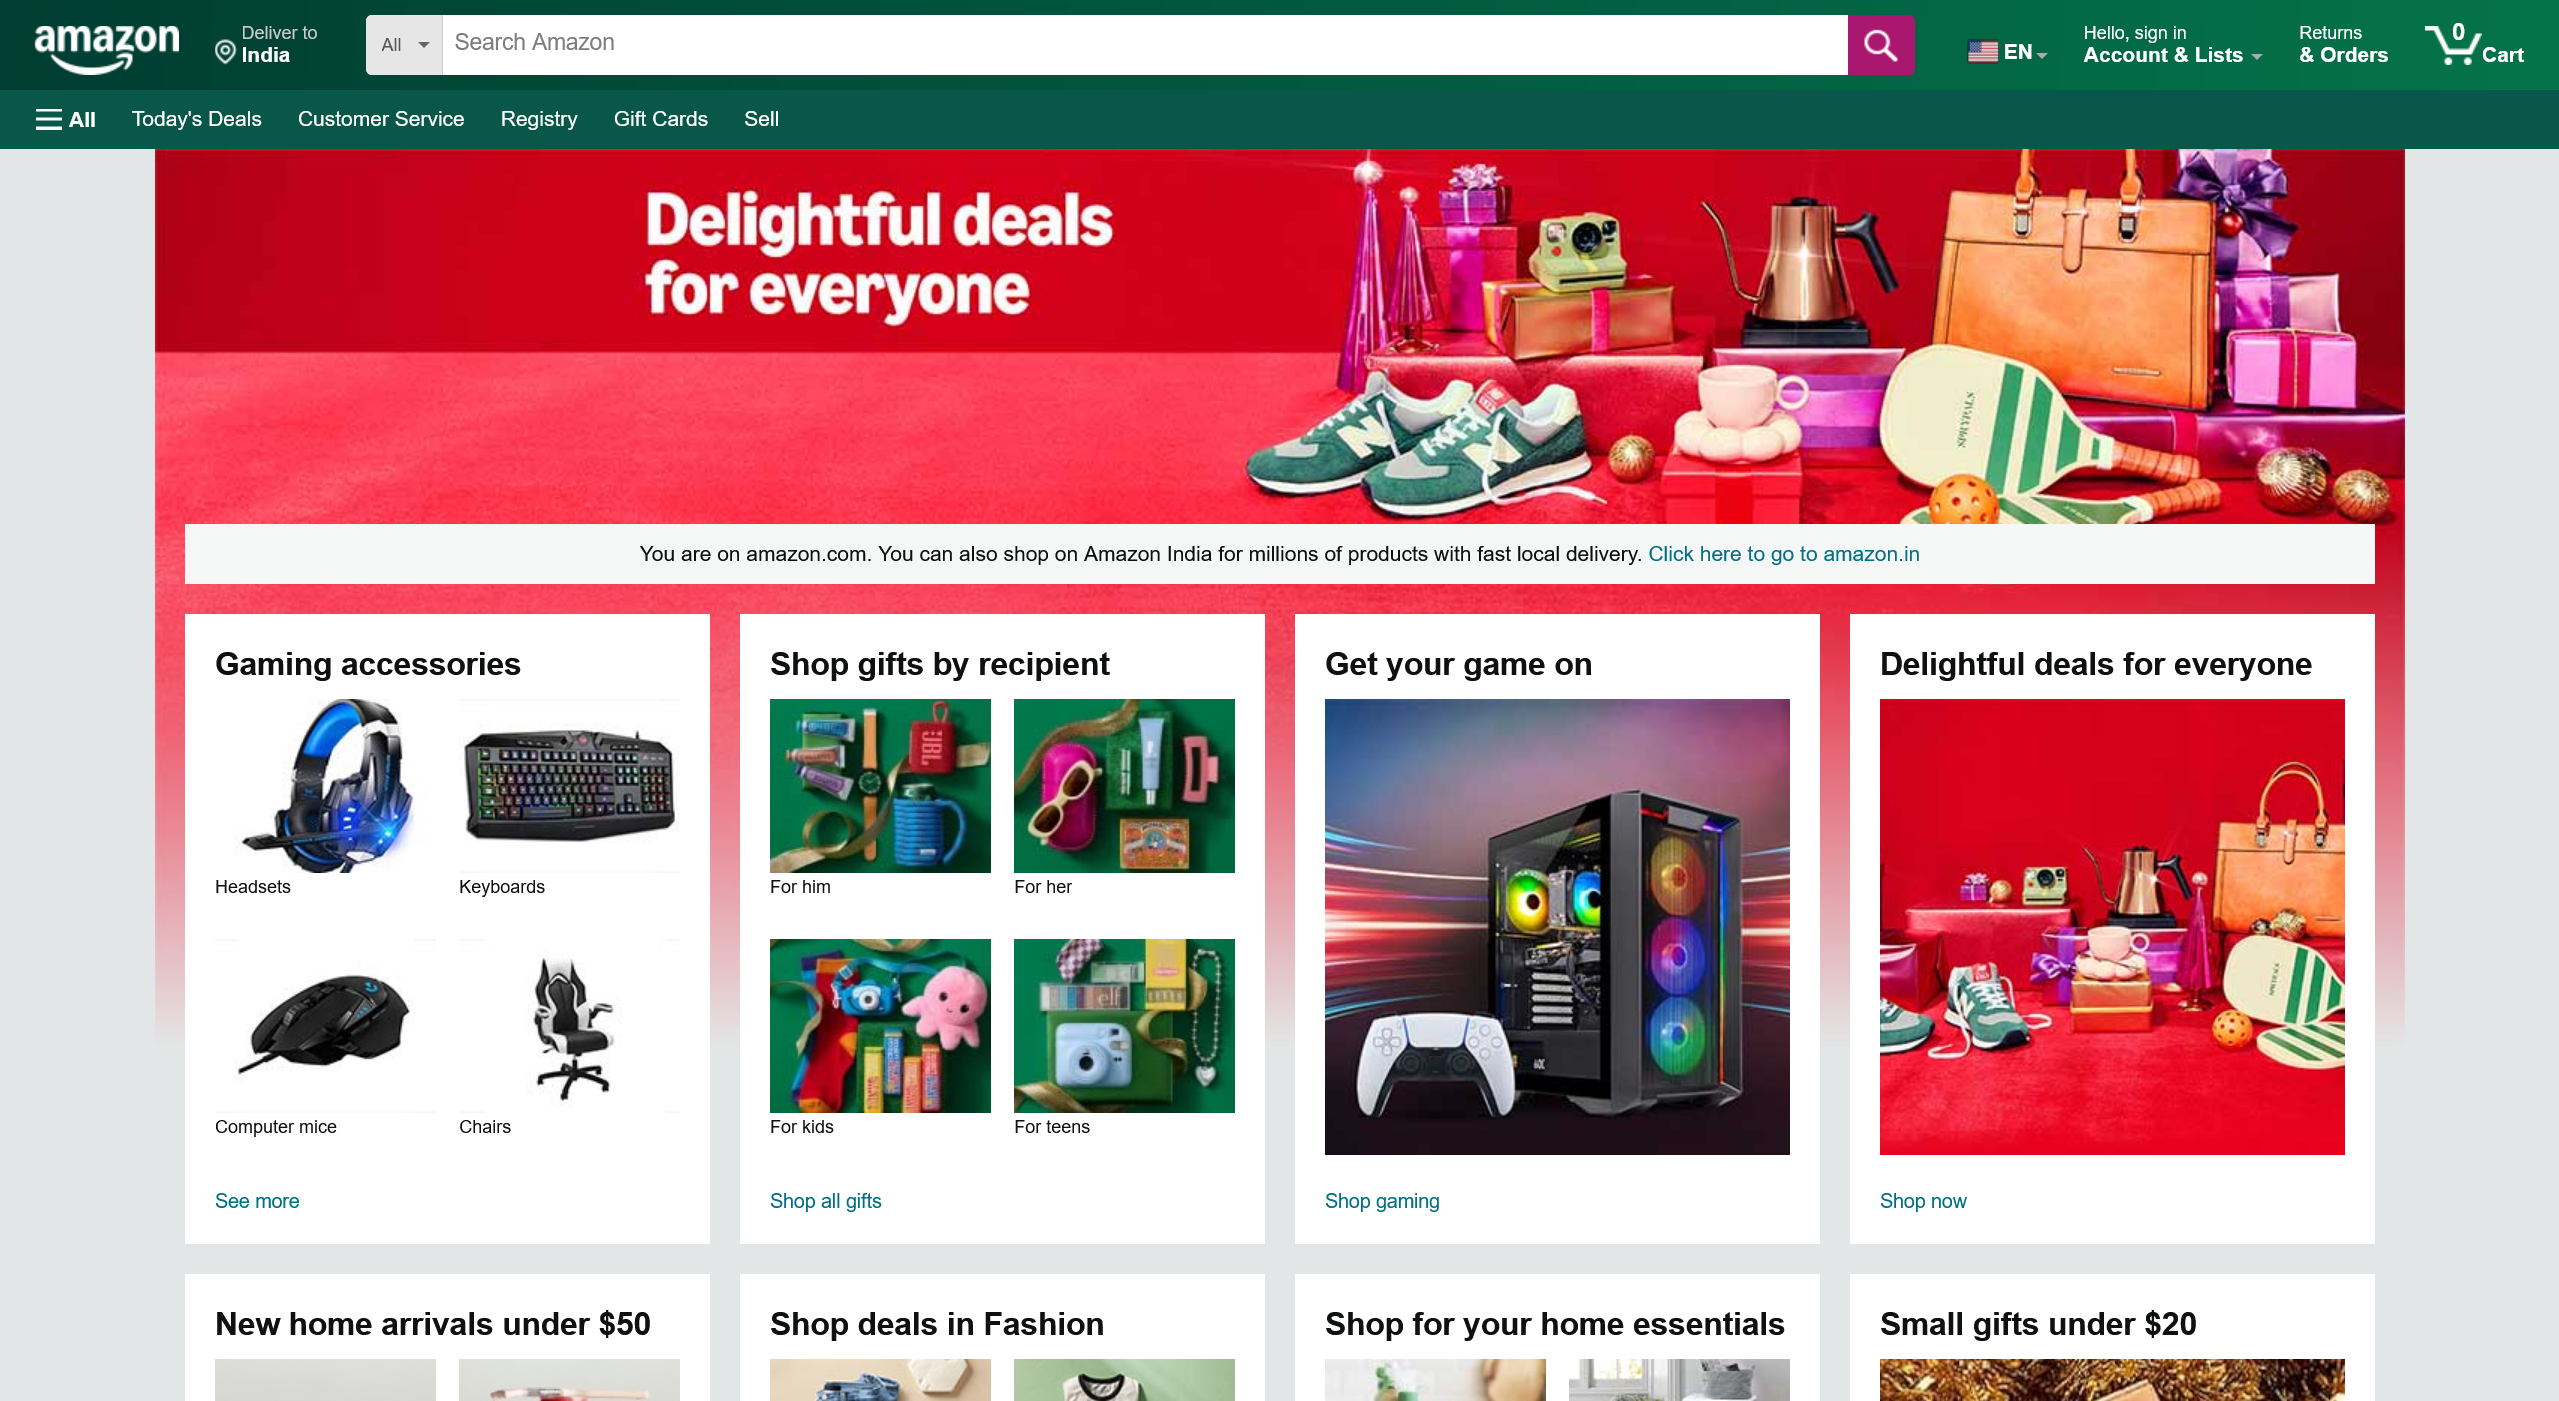 amazon
Deliver to
India
All
Search Amazon
EN
Hello, sign in
Account & Lists
Returns
& Orders
0
Cart
All
Today's Deals
Customer Service
Registry
Gift Cards
Sell
Delightful deals
for everyone
SPRYPALS
You are on amazon.com. You can also shop on Amazon India for millions of products with fast local delivery. Click here to go to amazon.in
Gaming accessories
Headsets
Keyboards
Computer mice
Chairs
See more
Shop gifts by recipient
JBL
For him
For her
elf
For kids
For teens
Shop all gifts
Get your game on
Shop gaming
Delightful deals for everyone
SPRYPALS
Shop now
New home arrivals under $50
Shop deals in Fashion
Shop for your home essentials
Small gifts under $20